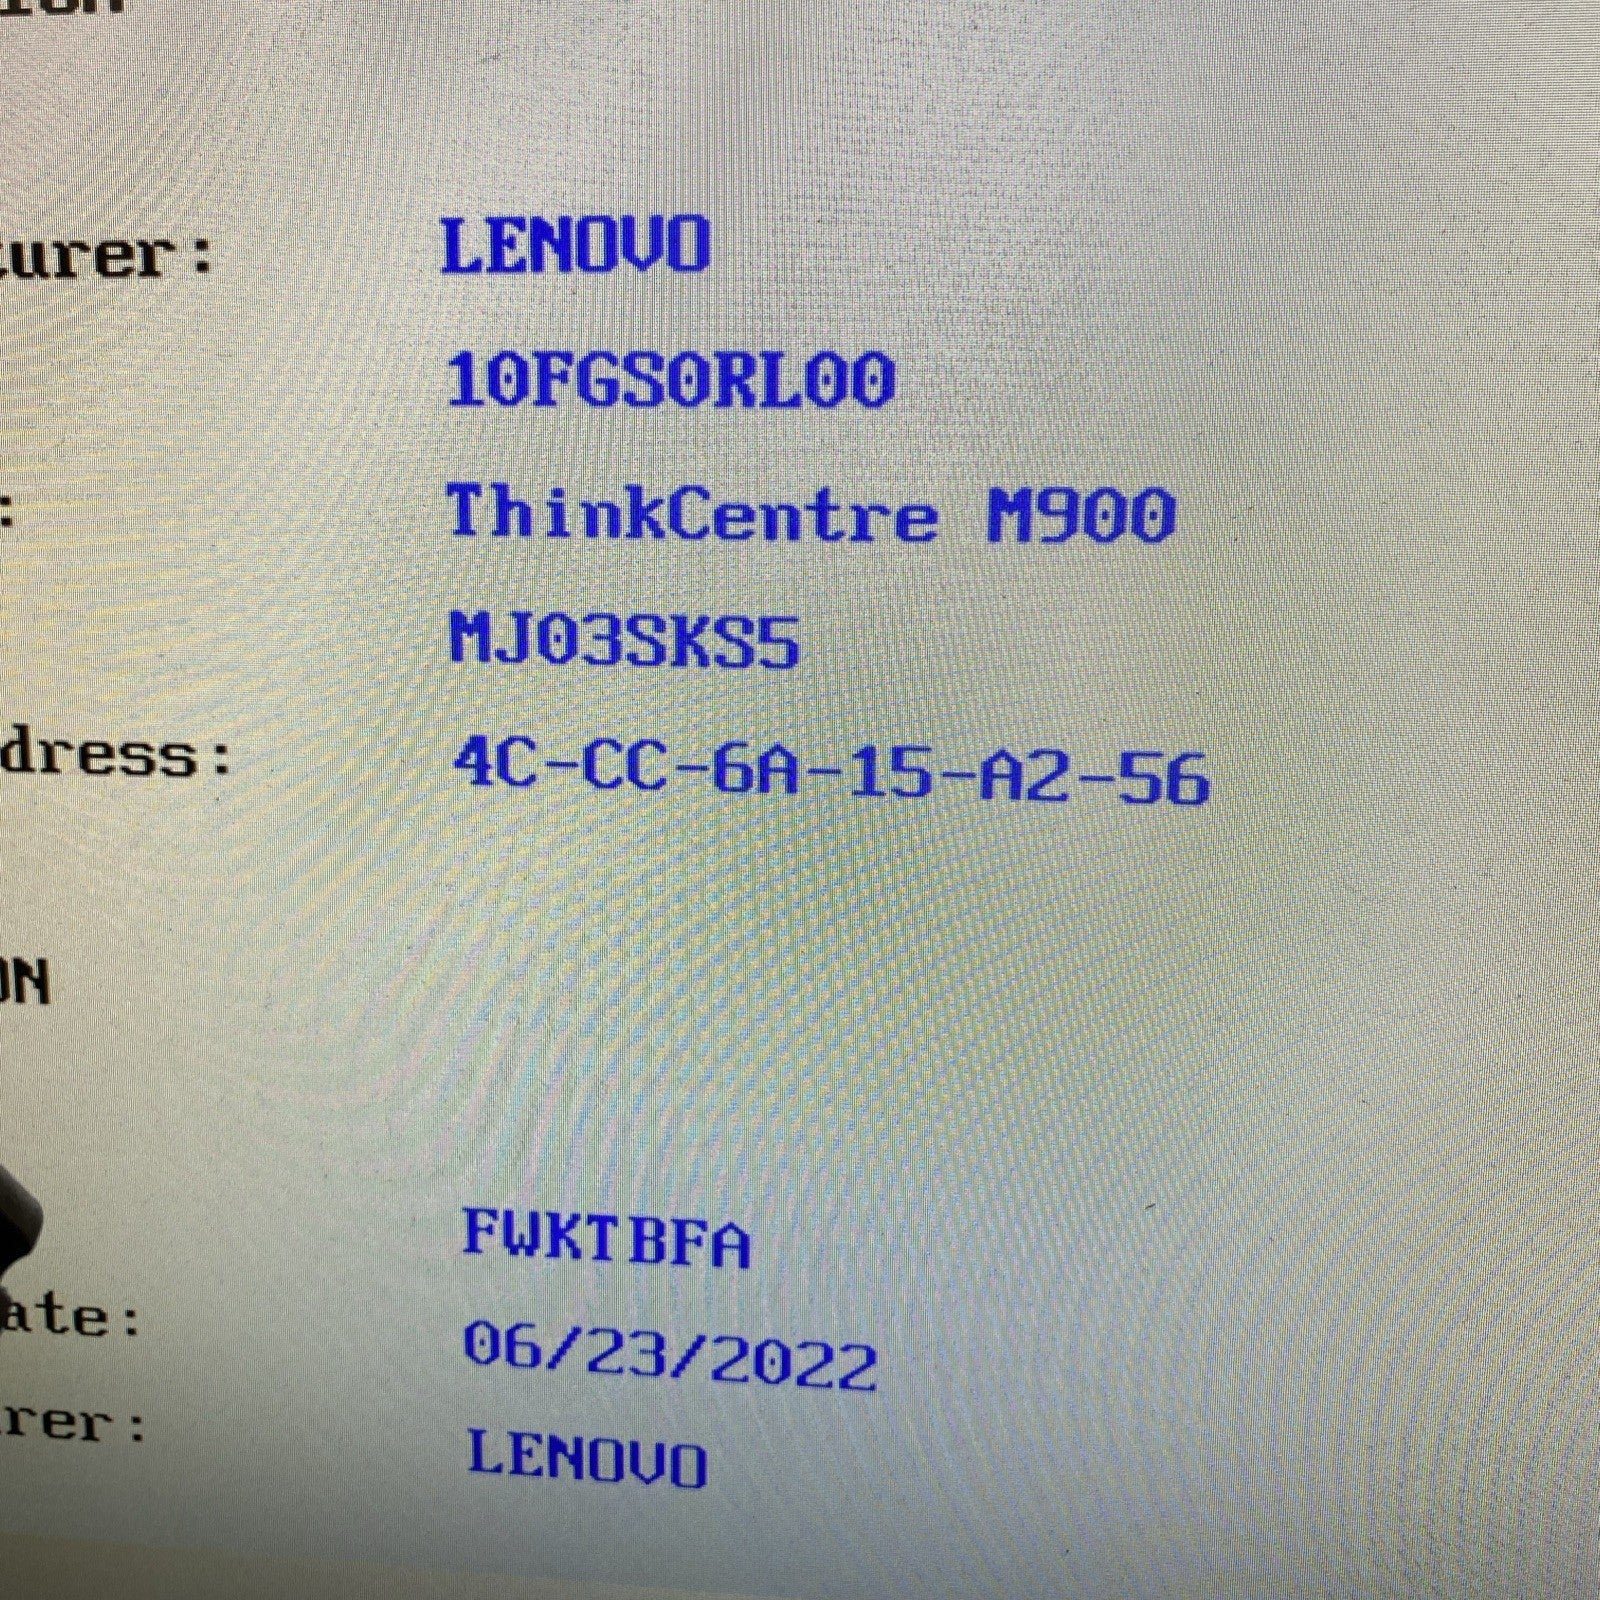 turer: LENOVO
10FGS0RL00
: ThinkCentre M900
MJ03SKS5
dress: 4C-CC-6A-15-A2-56
ON
FWKTBFA
ate: 06/23/2022
rer: LENOVO